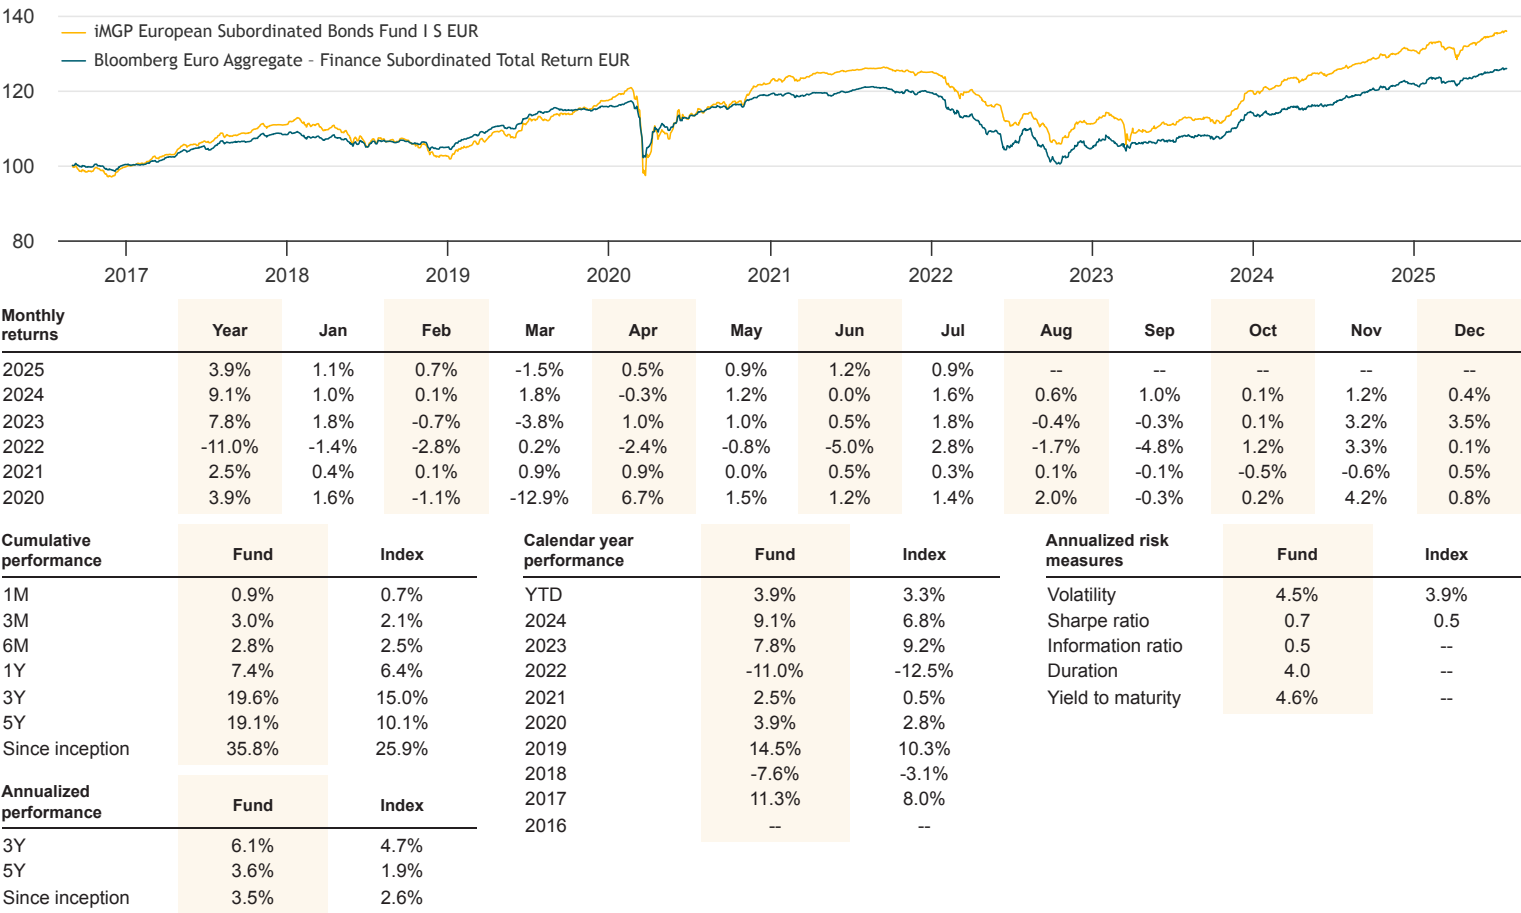 140
iMGP European Subordinated Bonds Fund I S EUR
Bloomberg Euro Aggregate - Finance Subordinated Total Return EUR
120
100
80
2017 2018 2019 2020 2021 2022 2023 2024 2025
Monthly returns Year Jan Feb Mar Apr May Jun Jul Aug Sep Oct Nov Dec
2025 3.9% 1.1% 0.7% -1.5% 0.5% 0.9% 1.2% 0.9% -- -- -- -- --
2024 9.1% 1.0% 0.1% 1.8% -0.3% 1.2% 0.0% 1.6% 0.6% 1.0% 0.1% 1.2% 0.4%
2023 7.8% 1.8% -0.7% -3.8% 1.0% 1.0% 0.5% 1.8% -0.4% -0.3% 0.1% 3.2% 3.5%
2022 -11.0% -1.4% -2.8% 0.2% -2.4% -0.8% -5.0% 2.8% -1.7% -4.8% 1.2% 3.3% 0.1%
2021 2.5% 0.4% 0.1% 0.9% 0.9% 0.0% 0.5% 0.3% 0.1% -0.1% -0.5% -0.6% 0.5%
2020 3.9% 1.6% -1.1% -12.9% 6.7% 1.5% 1.2% 1.4% 2.0% -0.3% 0.2% 4.2% 0.8%
Cumulative performance Fund Index
1M 0.9% 0.7%
3M 3.0% 2.1%
6M 2.8% 2.5%
1Y 7.4% 6.4%
3Y 19.6% 15.0%
5Y 19.1% 10.1%
Since inception 35.8% 25.9%
Annualized performance Fund Index
3Y 6.1% 4.7%
5Y 3.6% 1.9%
Since inception 3.5% 2.6%
Calendar year performance Fund Index
YTD 3.9% 3.3%
2024 9.1% 6.8%
2023 7.8% 9.2%
2022 -11.0% -12.5%
2021 2.5% 0.5%
2020 3.9% 2.8%
2019 14.5% 10.3%
2018 -7.6% -3.1%
2017 11.3% 8.0%
2016 -- --
Annualized risk measures Fund Index
Volatility 4.5% 3.9%
Sharpe ratio 0.7 0.5
Information ratio 0.5 --
Duration 4.0 --
Yield to maturity 4.6% --